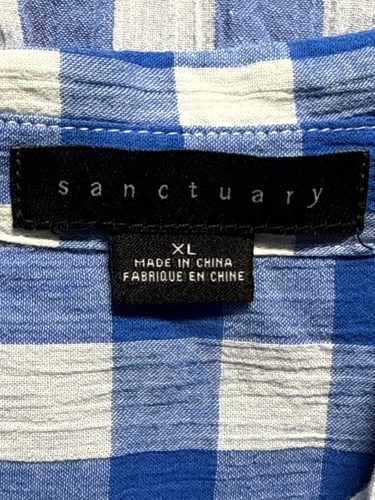 sanctuary
XL
MADE IN CHINA
FABRIQUE EN CHINE